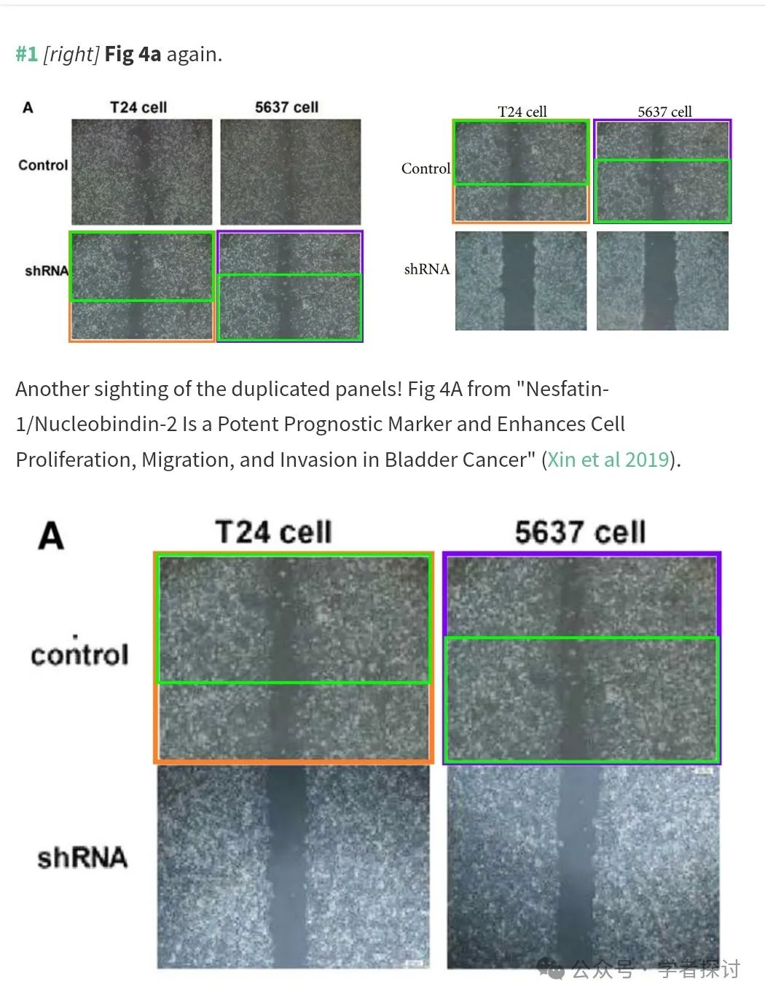 #1 [right] Fig 4a again.
A T24 cell 5637 cell
Control
shRNA
T24 cell 5637 cell
Control
shRNA
Another sighting of the duplicated panels! Fig 4A from "Nesfatin-
1/Nucleobindin-2 Is a Potent Prognostic Marker and Enhances Cell
Proliferation, Migration, and Invasion in Bladder Cancer" (Xin et al 2019).
A T24 cell 5637 cell
control
shRNA
公众号 · 学者探讨